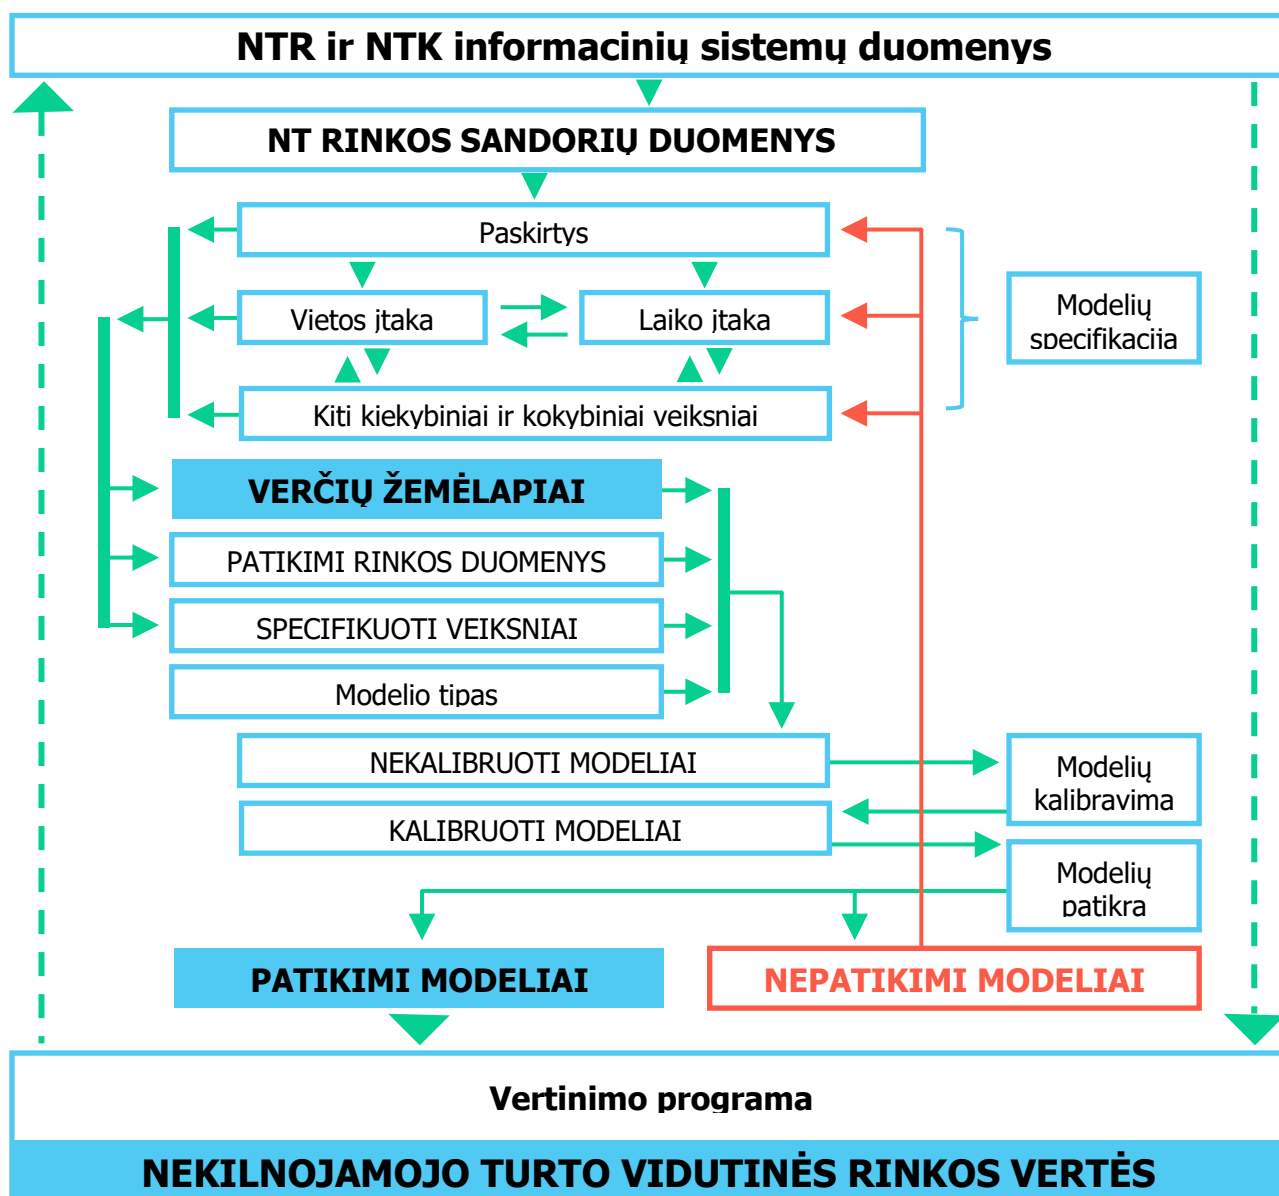 NTR ir NTK informacinių sistemų duomenys
NT RINKOS SANDORIŲ DUOMENYS
Paskirtys
Vietos įtaka
Laiko įtaka
Modelių
specifikacija
Kiti kiekybiniai ir kokybiniai veiksniai
VERČIŲ ŽEMĖLAPIAI
PATIKIMI RINKOS DUOMENYS
SPECIFIKUOTI VEIKSNIAI
Modelio tipas
NEKALIBRUOTI MODELIAI
Modelių
kalibravima
KALIBRUOTI MODELIAI
Modelių
patikra
PATIKIMI MODELIAI
NEPATIKIMI MODELIAI
Vertinimo programa
NEKILNOJAMOJO TURTO VIDUTINĖS RINKOS VERTĖS